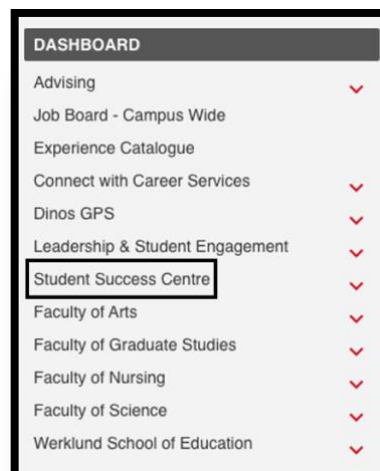 DASHBOARD
Advising
Job Board - Campus Wide
Experience Catalogue
Connect with Career Services
Dinos GPS
Leadership & Student Engagement
Student Success Centre
Faculty of Arts
Faculty of Graduate Studies
Faculty of Nursing
Faculty of Science
Werklund School of Education